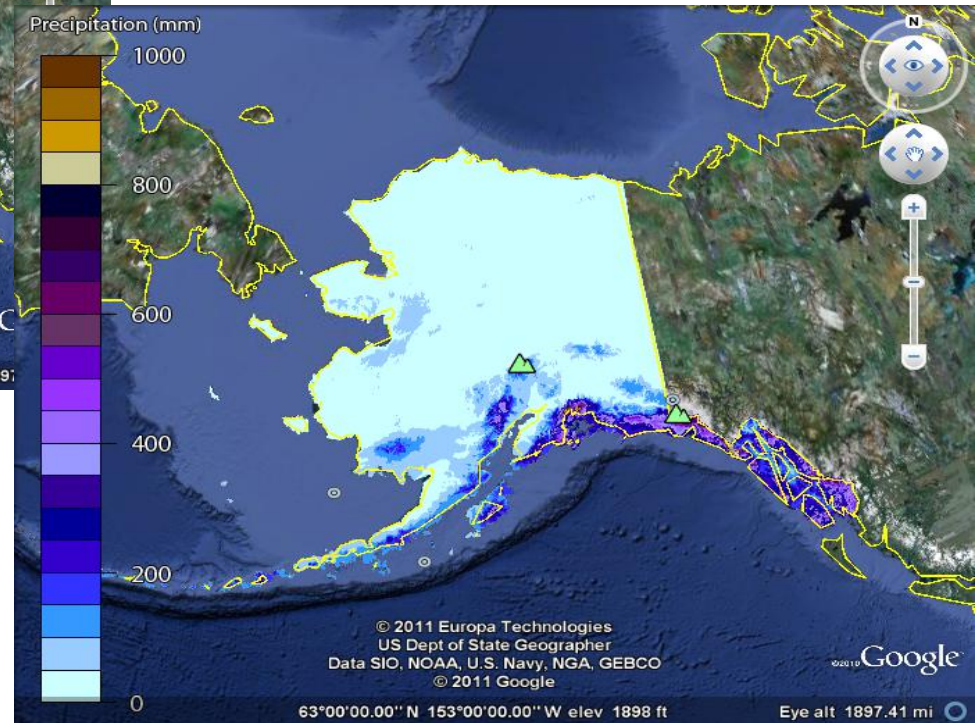 Precipitation (mm)
1000
800
600
400
200
0
N
C
97
© 2011 Europa Technologies
US Dept of State Geographer
Data SIO, NOAA, U.S. Navy, NGA, GEBCO
© 2011 Google
©2010 Google
63°00'00.00" N 153°00'00.00" W elev 1898 ft
Eye alt 1897.41 mi